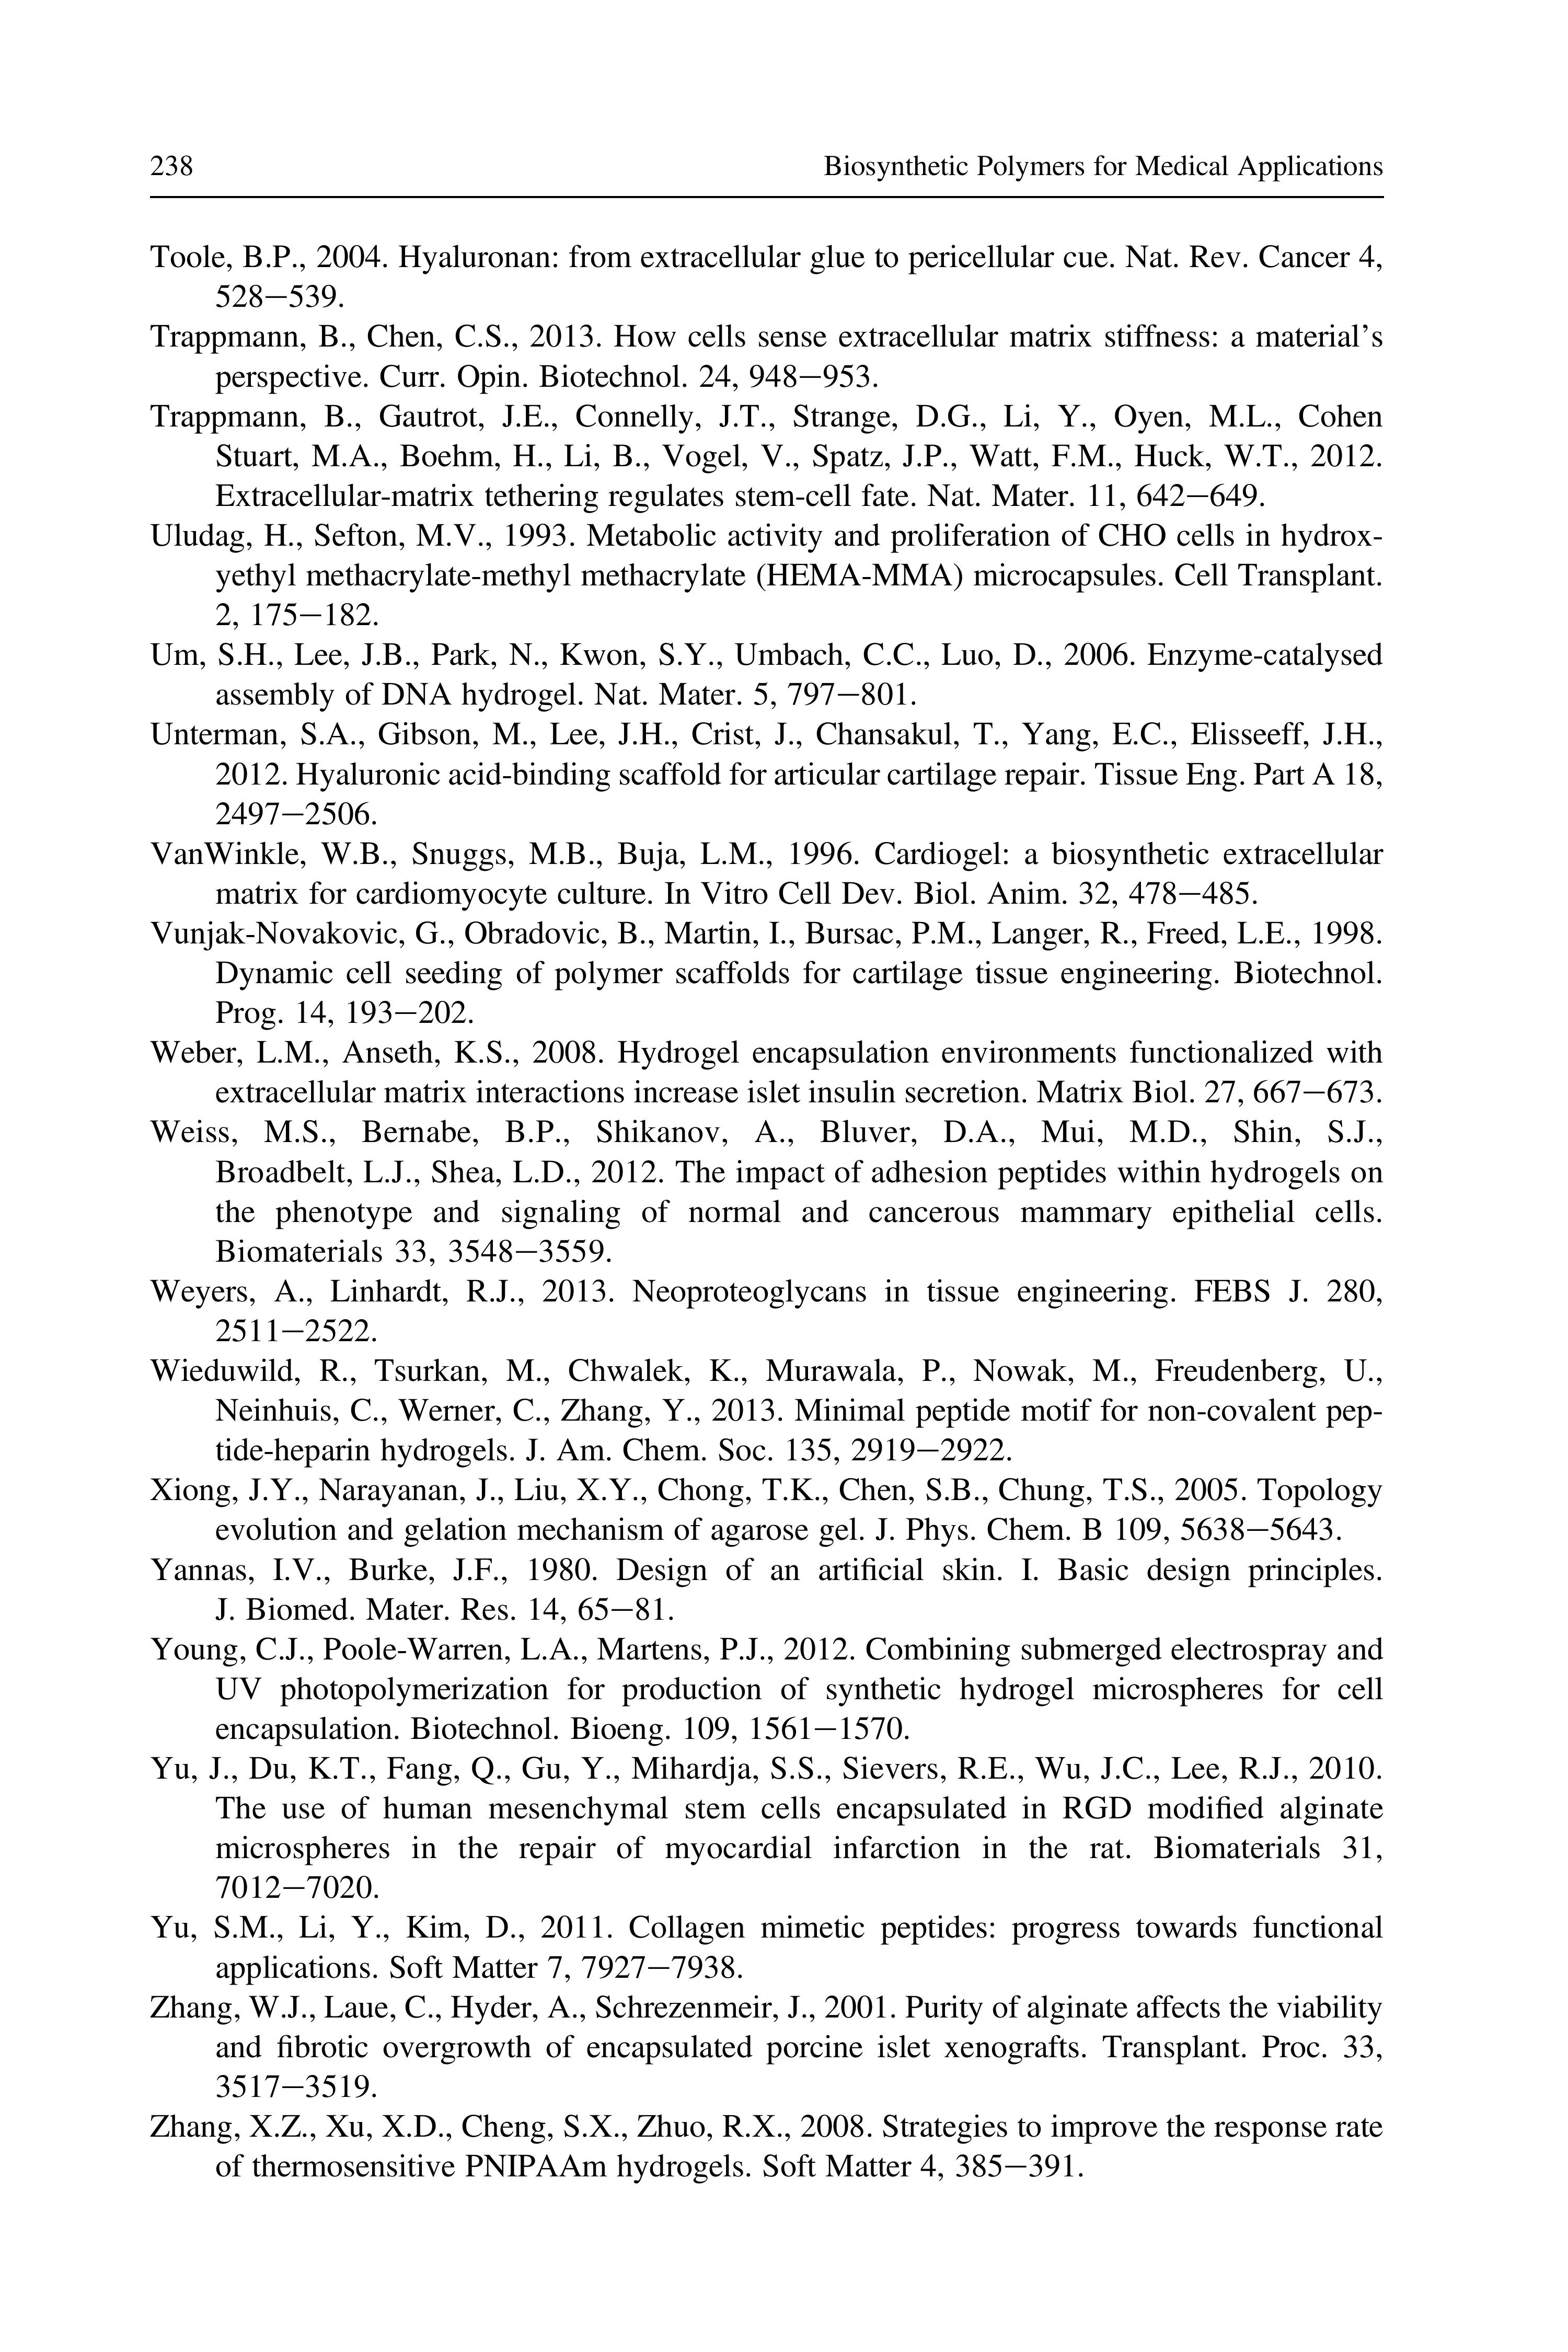 238
Biosynthetic Polymers for Medical Applications
Toole, B.P., 2004. Hyaluronan: from extracellular glue to pericellular cue. Nat. Rev. Cancer 4,
528–539.
Trappmann, B., Chen, C.S., 2013. How cells sense extracellular matrix stiffness: a material's
perspective. Curr. Opin. Biotechnol. 24, 948–953.
Trappmann, B., Gautrot, J.E., Connelly, J.T., Strange, D.G., Li, Y., Oyen, M.L., Cohen
Stuart, M.A., Boehm, H., Li, B., Vogel, V., Spatz, J.P., Watt, F.M., Huck, W.T., 2012.
Extracellular-matrix tethering regulates stem-cell fate. Nat. Mater. 11, 642–649.
Uludag, H., Sefton, M.V., 1993. Metabolic activity and proliferation of CHO cells in hydrox-
yethyl methacrylate-methyl methacrylate (HEMA-MMA) microcapsules. Cell Transplant.
2, 175–182.
Um, S.H., Lee, J.B., Park, N., Kwon, S.Y., Umbach, C.C., Luo, D., 2006. Enzyme-catalysed
assembly of DNA hydrogel. Nat. Mater. 5, 797–801.
Unterman, S.A., Gibson, M., Lee, J.H., Crist, J., Chansakul, T., Yang, E.C., Elisseeff, J.H.,
2012. Hyaluronic acid-binding scaffold for articular cartilage repair. Tissue Eng. Part A 18,
2497–2506.
VanWinkle, W.B., Snuggs, M.B., Buja, L.M., 1996. Cardiogel: a biosynthetic extracellular
matrix for cardiomyocyte culture. In Vitro Cell Dev. Biol. Anim. 32, 478–485.
Vunjak-Novakovic, G., Obradovic, B., Martin, I., Bursac, P.M., Langer, R., Freed, L.E., 1998.
Dynamic cell seeding of polymer scaffolds for cartilage tissue engineering. Biotechnol.
Prog. 14, 193–202.
Weber, L.M., Anseth, K.S., 2008. Hydrogel encapsulation environments functionalized with
extracellular matrix interactions increase islet insulin secretion. Matrix Biol. 27, 667–673.
Weiss, M.S., Bernabe, B.P., Shikanov, A., Bluver, D.A., Mui, M.D., Shin, S.J.,
Broadbelt, L.J., Shea, L.D., 2012. The impact of adhesion peptides within hydrogels on
the phenotype and signaling of normal and cancerous mammary epithelial cells.
Biomaterials 33, 3548–3559.
Weyers, A., Linhardt, R.J., 2013. Neoproteoglycans in tissue engineering. FEBS J. 280,
2511–2522.
Wieduwild, R., Tsurkan, M., Chwalek, K., Murawala, P., Nowak, M., Freudenberg, U.,
Neinhuis, C., Werner, C., Zhang, Y., 2013. Minimal peptide motif for non-covalent pep-
tide-heparin hydrogels. J. Am. Chem. Soc. 135, 2919–2922.
Xiong, J.Y., Narayanan, J., Liu, X.Y., Chong, T.K., Chen, S.B., Chung, T.S., 2005. Topology
evolution and gelation mechanism of agarose gel. J. Phys. Chem. B 109, 5638–5643.
Yannas, I.V., Burke, J.F., 1980. Design of an artificial skin. I. Basic design principles.
J. Biomed. Mater. Res. 14, 65–81.
Young, C.J., Poole-Warren, L.A., Martens, P.J., 2012. Combining submerged electrospray and
UV photopolymerization for production of synthetic hydrogel microspheres for cell
encapsulation. Biotechnol. Bioeng. 109, 1561–1570.
Yu, J., Du, K.T., Fang, Q., Gu, Y., Mihardja, S.S., Sievers, R.E., Wu, J.C., Lee, R.J., 2010.
The use of human mesenchymal stem cells encapsulated in RGD modified alginate
microspheres in the repair of myocardial infarction in the rat. Biomaterials 31,
7012–7020.
Yu, S.M., Li, Y., Kim, D., 2011. Collagen mimetic peptides: progress towards functional
applications. Soft Matter 7, 7927–7938.
Zhang, W.J., Laue, C., Hyder, A., Schrezenmeir, J., 2001. Purity of alginate affects the viability
and fibrotic overgrowth of encapsulated porcine islet xenografts. Transplant. Proc. 33,
3517–3519.
Zhang, X.Z., Xu, X.D., Cheng, S.X., Zhuo, R.X., 2008. Strategies to improve the response rate
of thermosensitive PNIPAAm hydrogels. Soft Matter 4, 385–391.